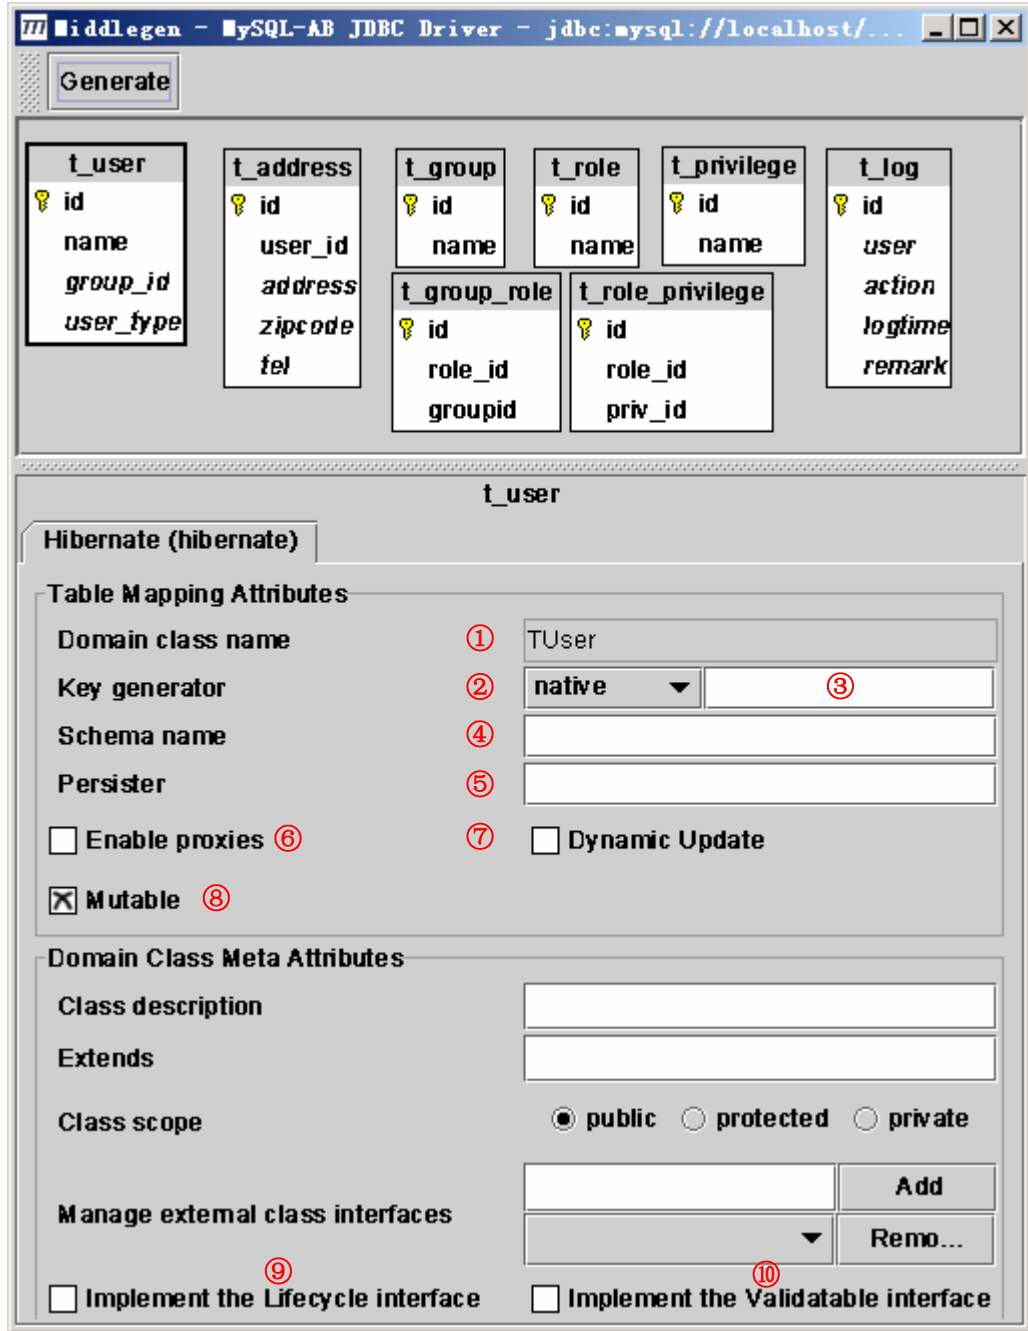 Middlegen - MySQL-AB JDBC Driver - jdbc:mysql://localhost/...
Generate
t_user
id
name
group_id
user_type
t_address
id
user_id
address
zipcode
tel
t_group
id
name
t_role
id
name
t_privilege
id
name
t_log
id
user
action
logtime
remark
t_group_role
id
role_id
groupid
t_role_privilege
id
role_id
priv_id
t_user
Hibernate (hibernate)
Table Mapping Attributes
Domain class name ① TUser
Key generator ② native ③
Schema name ④
Persister ⑤
Enable proxies ⑥ ⑦ Dynamic Update
Mutable ⑧
Domain Class Meta Attributes
Class description
Extends
Class scope public protected private
Add
Manage external class interfaces
Remo...
⑨ ⑩
Implement the Lifecycle interface Implement the Validatable interface